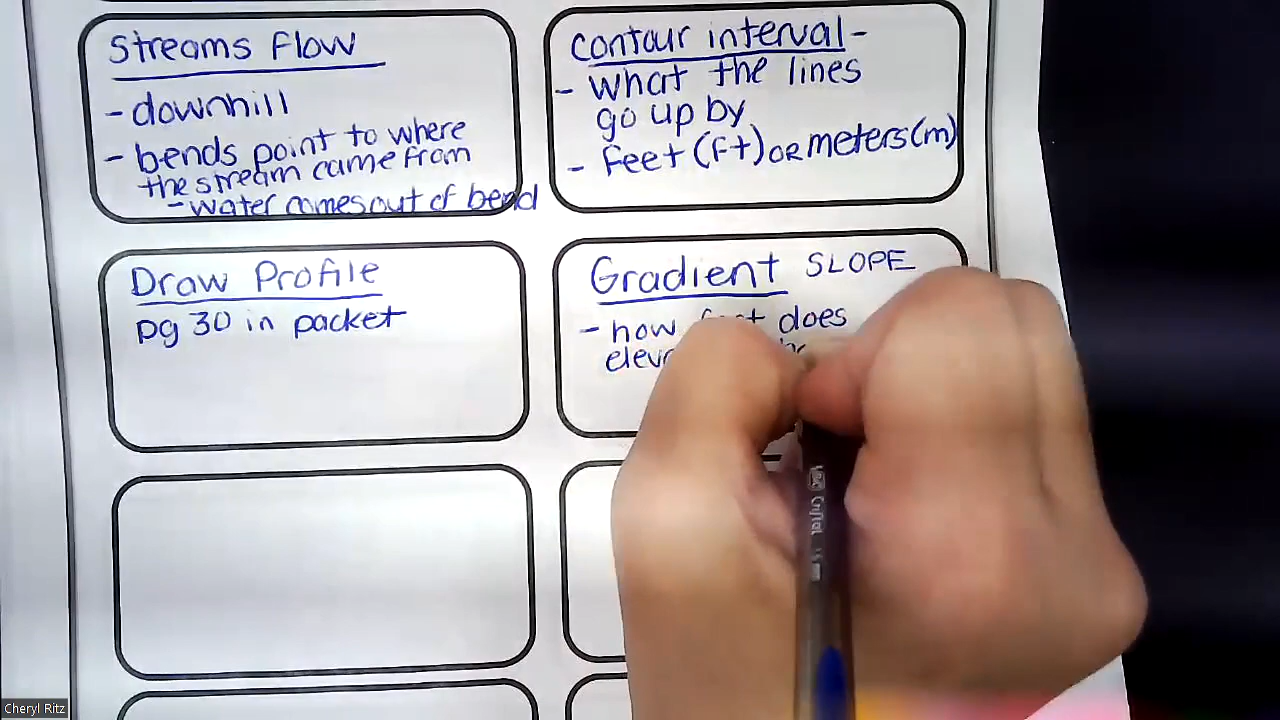 Streams Flow
- downhill
- bends point to where
the stream came from
- water comes out of bend
Contour interval -
- what the lines
go up by
- Feet (Ft) OR meters (m)
Draw Profile
pg 30 in packet
Gradient SLOPE
- how does
Cristal
Cheryl Ritz